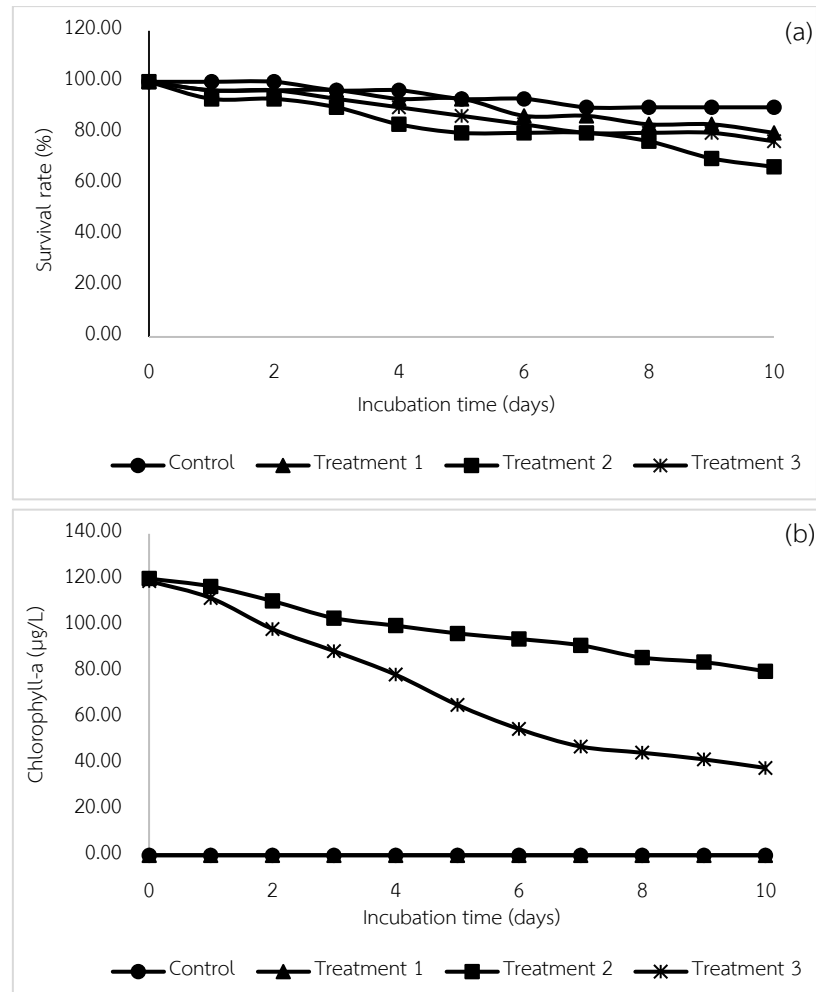 (a)
120.00
100.00
80.00
60.00
40.00
20.00
0.00
Survival rate (%)
0 2 4 6 8 10
Incubation time (days)
Control Treatment 1 Treatment 2 Treatment 3
(b)
140.00
120.00
100.00
80.00
60.00
40.00
20.00
0.00
Chlorophyll-a (µg/L)
0 2 4 6 8 10
Incubation time (days)
Control Treatment 1 Treatment 2 Treatment 3